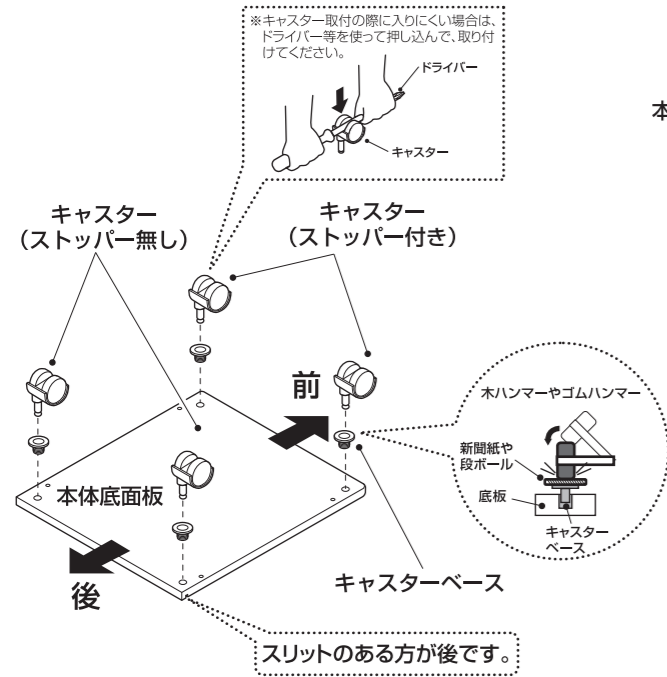 ※キャスター取付の際に入りにくい場合は、
ドライバー等を使って押し込んで、取り付
けてください。
ドライバー
キャスター
本
キャスター
（ストッパー無し）
キャスター
（ストッパー付き）
前
木ハンマーやゴムハンマー
新聞紙や
段ボール
底板
キャスター
ベース
本体底面板
後
キャスターベース
スリットのある方が後です。